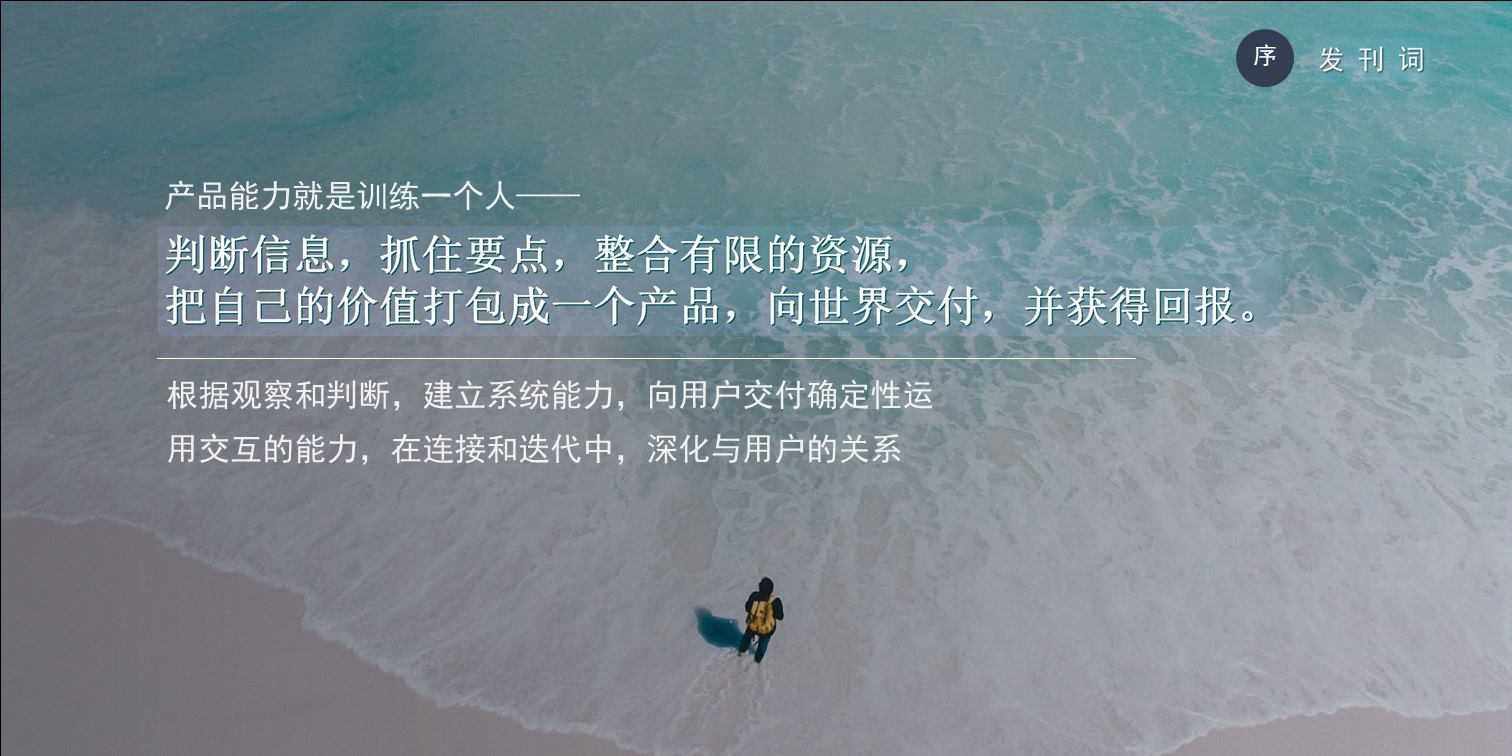 序 发刊词
产品能力就是训练一个人——
判断信息，抓住要点，整合有限的资源，
把自己的价值打包成一个产品，向世界交付，并获得回报。
根据观察和判断，建立系统能力，向用户交付确定性运
用交互的能力，在连接和迭代中，深化与用户的关系